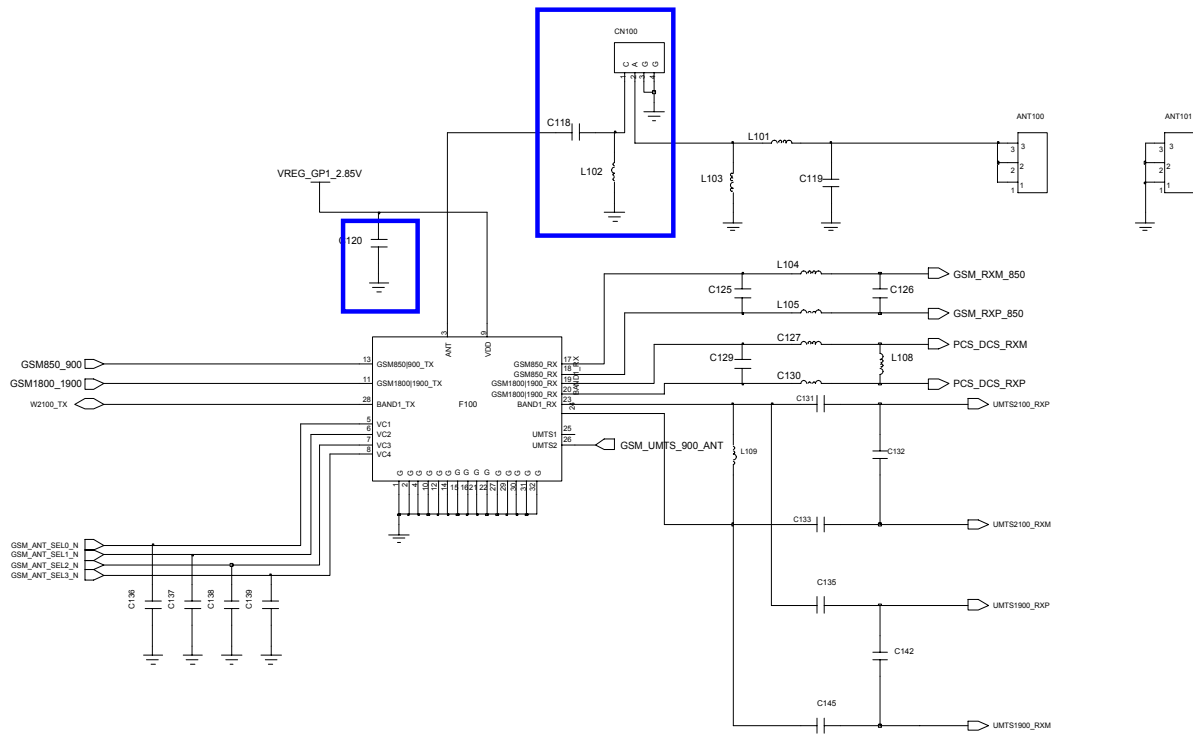 CN100
C A G G
1 2 3 4
C118
L102
L101
L103
C119
ANT100
3 3
2 2
1 1
ANT101
3 3
2 2
1 1
VREG_GP1_2.85V
C120
L104
GSM_RXM_850
C125
C126
L105
GSM_RXP_850
C127
PCS_DCS_RXM
C129
L108
C130
PCS_DCS_RXP
3
9
ANT
VDD
GSM850_900
13
GSM850|900_TX
GSM1800_1900
11
GSM1800|1900_TX
W2100_TX
28
BAND1_TX
F100
5
VC1
6
VC2
7
VC3
8
VC4
GSM850_RX
17
GSM850_RX
18
GSM1800|1900_RX
19
GSM1800|1900_RX
20
BAND1_RX
23
BAND1_RX
24
UMTS1
25
UMTS2
26
GSM_UMTS_900_ANT
G G G G G G G G G G G G G G
1 2 4 10 12 14 15 16 21 22 27 29 30 31 32
C131
UMTS2100_RXP
L109
C132
C133
UMTS2100_RXM
C135
UMTS1900_RXP
C142
C145
UMTS1900_RXM
GSM_ANT_SEL0_N
GSM_ANT_SEL1_N
GSM_ANT_SEL2_N
GSM_ANT_SEL3_N
C136
C137
C138
C139